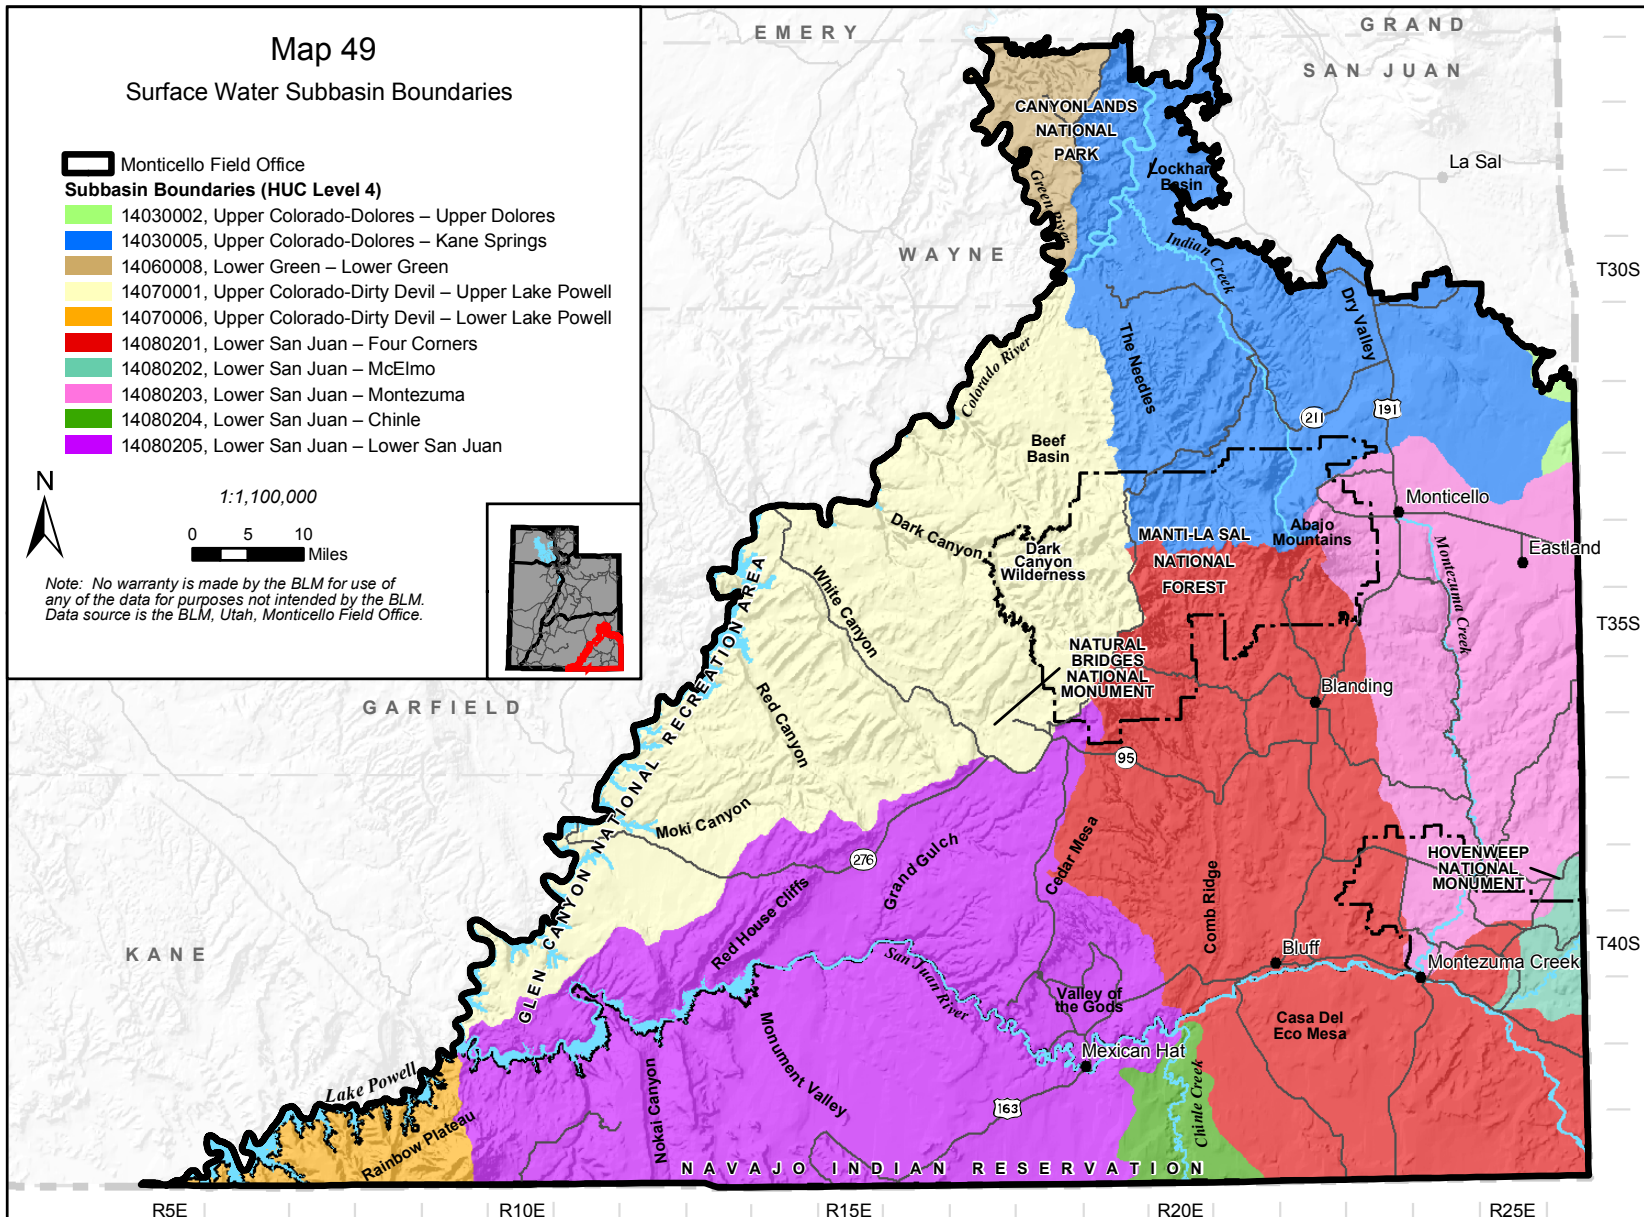 Map 49
Surface Water Subbasin Boundaries
Monticello Field Office
Subbasin Boundaries (HUC Level 4)
14030002, Upper Colorado-Dolores – Upper Dolores
14030005, Upper Colorado-Dolores – Kane Springs
14060008, Lower Green – Lower Green
14070001, Upper Colorado-Dirty Devil – Upper Lake Powell
14070006, Upper Colorado-Dirty Devil – Lower Lake Powell
14080201, Lower San Juan – Four Corners
14080202, Lower San Juan – McElmo
14080203, Lower San Juan – Montezuma
14080204, Lower San Juan – Chinle
14080205, Lower San Juan – Lower San Juan
N
1:1,100,000
0 5 10
Miles
Note: No warranty is made by the BLM for use of
any of the data for purposes not intended by the BLM.
Data source is the BLM, Utah, Monticello Field Office.
EMERY
GRAND
SAN JUAN
CANYONLANDS
NATIONAL
PARK
La Sal
Lockhart
Basin
Green River
WAYNE
Indian Creek
T30S
Dry Valley
The Needles
Colorado River
211
191
Beef
Basin
Monticello
Dark Canyon
Dark
Canyon
Wilderness
MANTI-LA SAL
NATIONAL
FOREST
Abajo
Mountains
Eastland
Montezuma Creek
White Canyon
T35S
NATURAL
BRIDGES
NATIONAL
MONUMENT
Blanding
GARFIELD
Red Canyon
GLEN CANYON NATIONAL RECREATION AREA
95
Moki Canyon
276
Grand Gulch
Cedar Mesa
Comb Ridge
HOVENWEEP
NATIONAL
MONUMENT
Red House Cliffs
KANE
T40S
San Juan River
Bluff
Montezuma Creek
Valley of
the Gods
Casa Del
Eco Mesa
Monument Valley
Mexican Hat
Lake Powell
Nokai Canyon
163
Chinle Creek
Rainbow Plateau
NAVAJO INDIAN RESERVATION
R5E
R10E
R15E
R20E
R25E